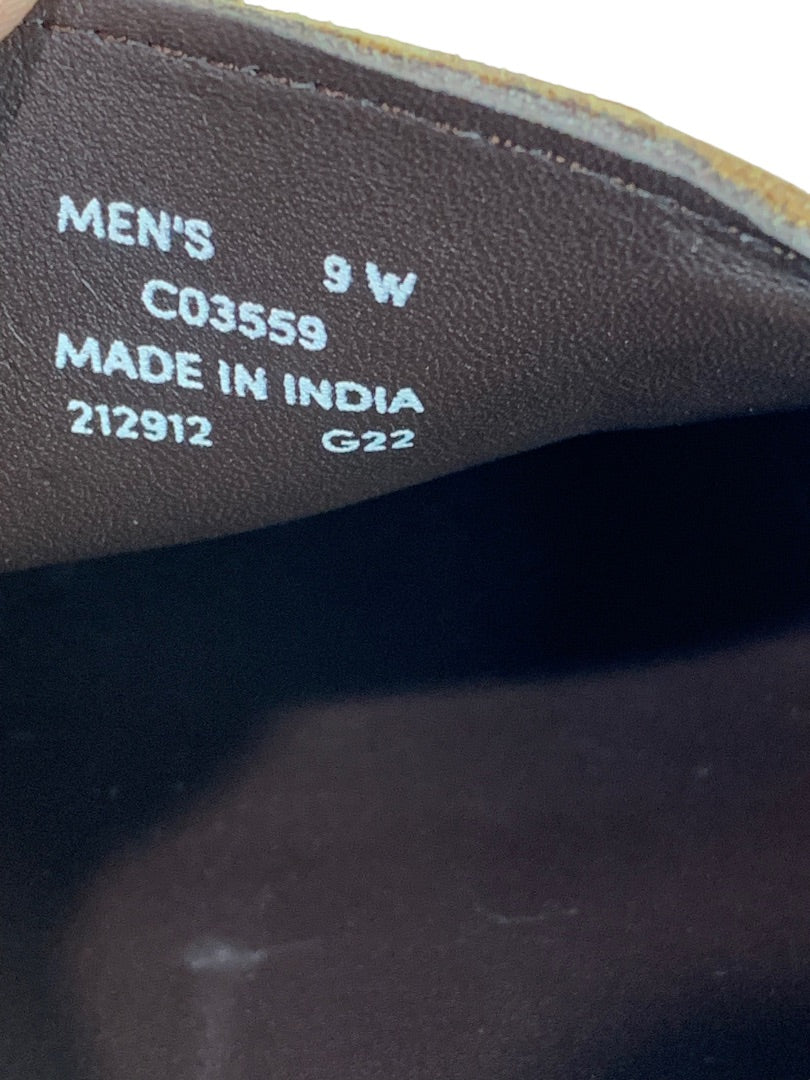 MEN'S 9 W
C03559
MADE IN INDIA
212912 G22